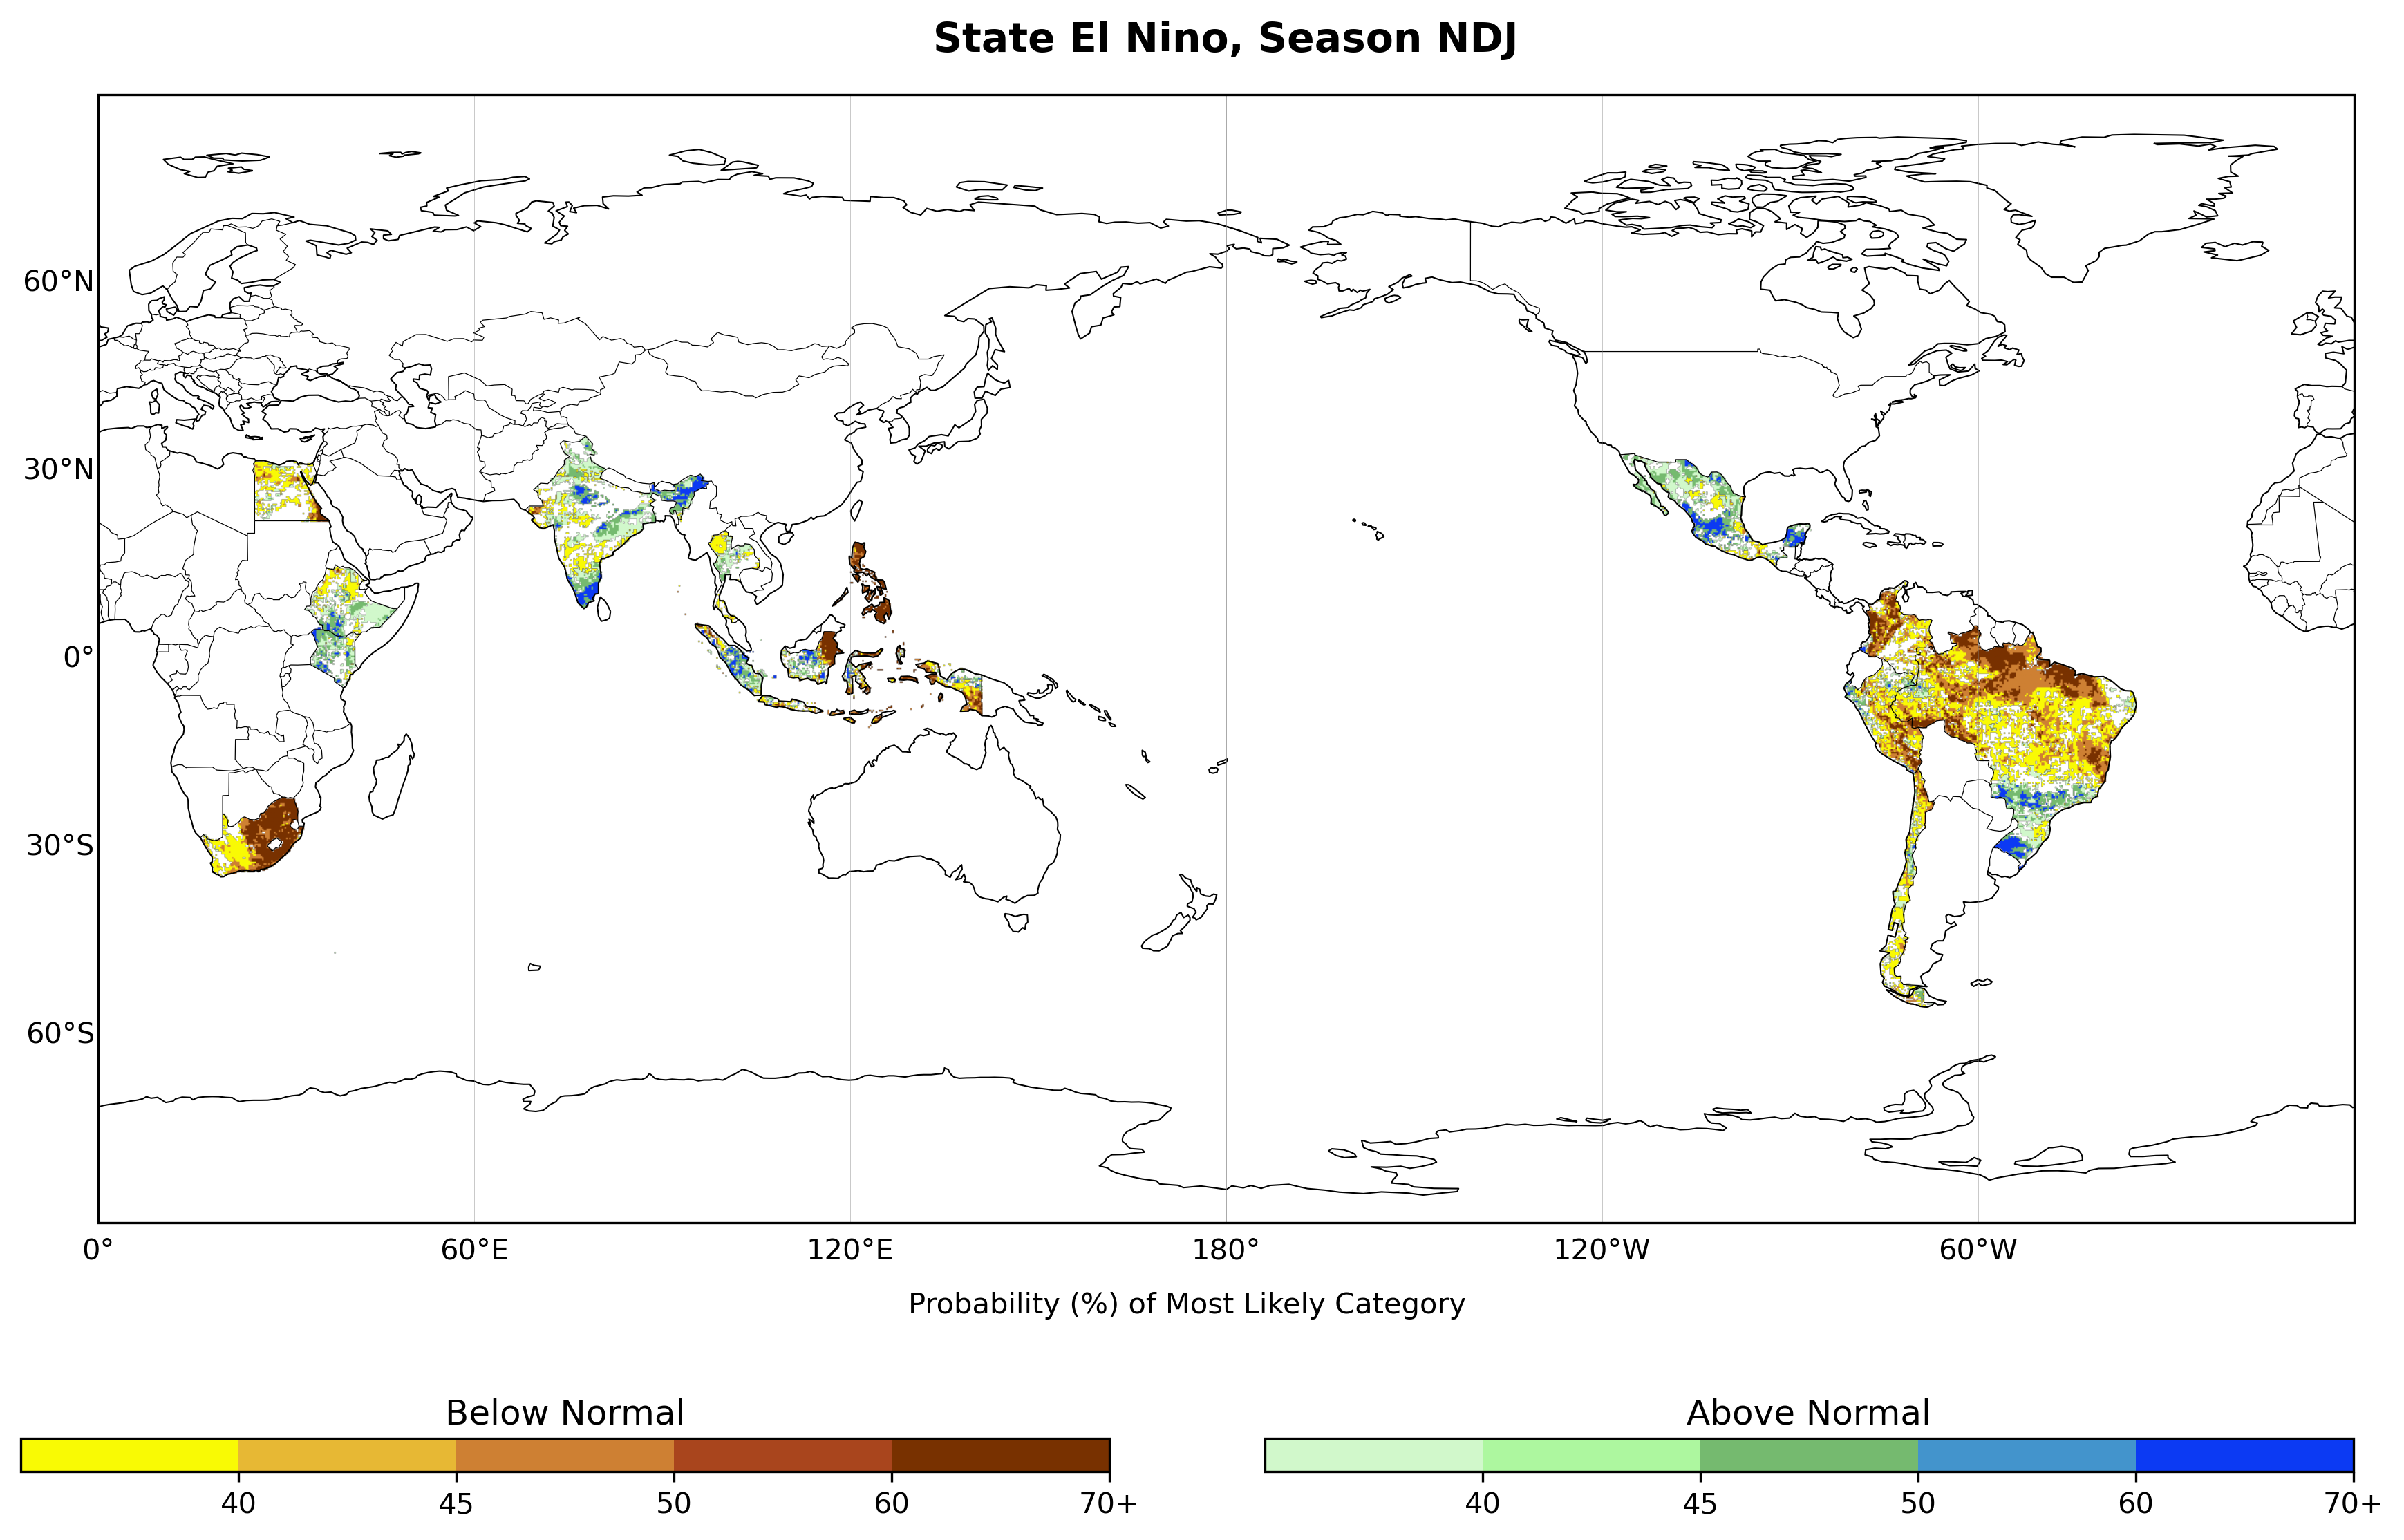 State El Nino, Season NDJ
60°N
30°N
0°
30°S
60°S
0° 60°E 120°E 180° 120°W 60°W
Probability (%) of Most Likely Category
Below Normal Above Normal
40 45 50 60 70+ 40 45 50 60 70+